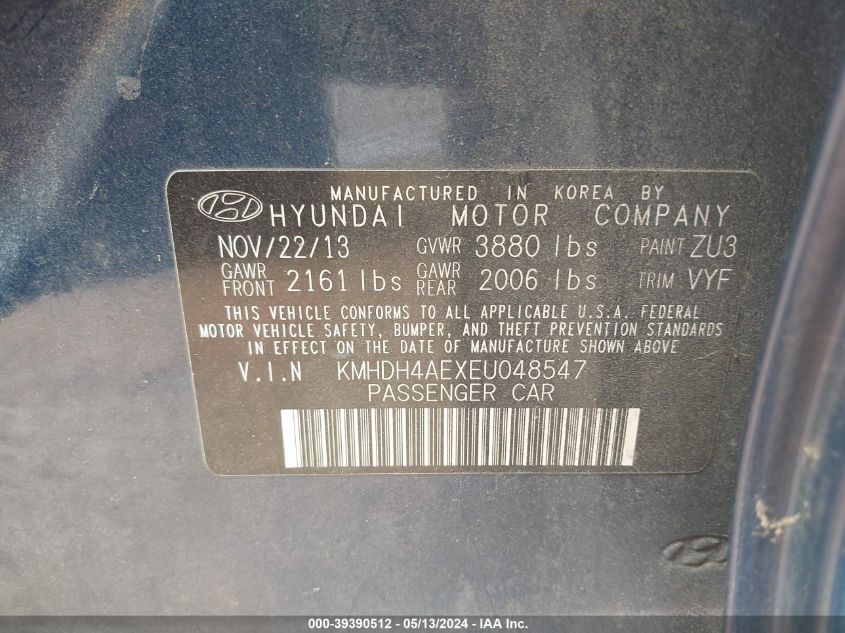 MANUFACTURED IN KOREA BY
HYUNDAI MOTOR COMPANY
NOV/22/13 GVWR 3880 lbs PAINT ZU3
GAWR FRONT 2161 lbs GAWR REAR 2006 lbs TRIM VYF
THIS VEHICLE CONFORMS TO ALL APPLICABLE U.S.A. FEDERAL
MOTOR VEHICLE SAFETY, BUMPER, AND THEFT PREVENTION STANDARDS
IN EFFECT ON THE DATE OF MANUFACTURE SHOWN ABOVE
V.I.N KMHDH4AEXEU048547
PASSENGER CAR
000-39390512 - 05/13/2024 - IAA Inc.